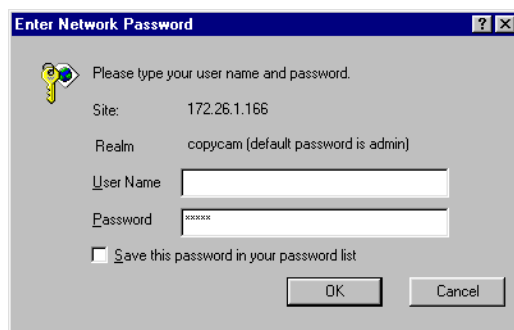 Enter Network Password
Please type your user name and password.
Site: 172.26.1.166
Realm copycam (default password is admin)
User Name
Password xxxxx
Save this password in your password list
OK Cancel